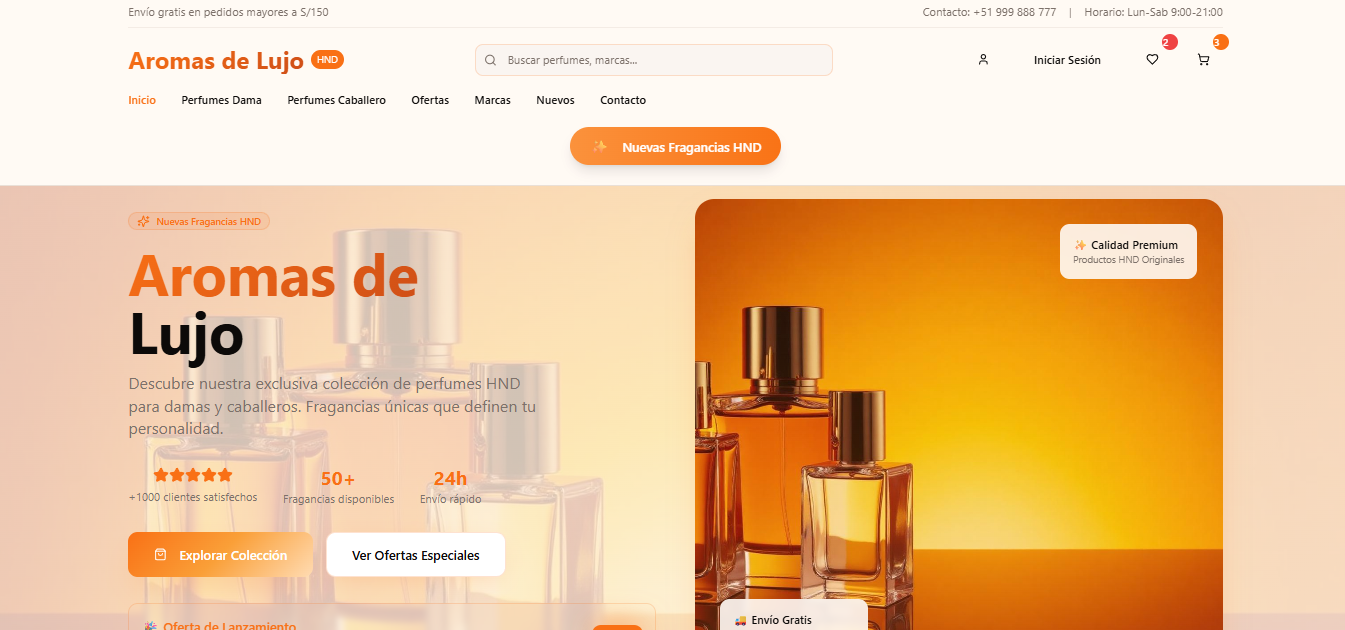 Envío gratis en pedidos mayores a S/150
Contacto: +51 999 888 777 | Horario: Lun-Sab 9:00-21:00
Aromas de Lujo HND
Buscar perfumes, marcas...
Iniciar Sesión
2
3
Inicio Perfumes Dama Perfumes Caballero Ofertas Marcas Nuevos Contacto
✨ Nuevas Fragancias HND
Nuevas Fragancias HND
Aromas de
Lujo
Descubre nuestra exclusiva colección de perfumes HND
para damas y caballeros. Fragancias únicas que definen tu
personalidad.
+1000 clientes satisfechos
50+
Fragancias disponibles
24h
Envío rápido
Explorar Colección
Ver Ofertas Especiales
🎉 Oferta de Lanzamiento
✨ Calidad Premium
Productos HND Originales
🚚 Envío Gratis